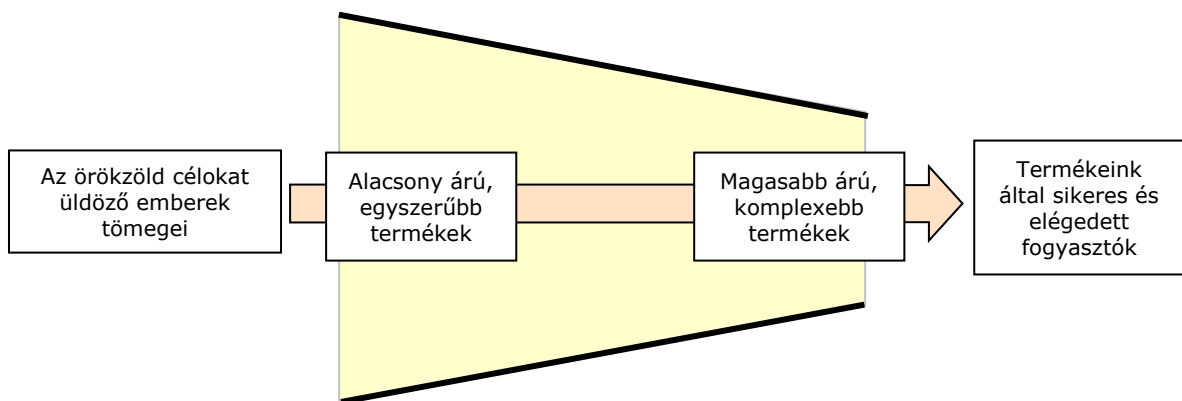 Az örökzöld célokat
üldöző emberek
tömegei
Alacsony árú,
egyszerűbb
termékek
Magasabb árú,
komplexebb
termékek
Termékeink
által sikeres és
elégedett
fogyasztók